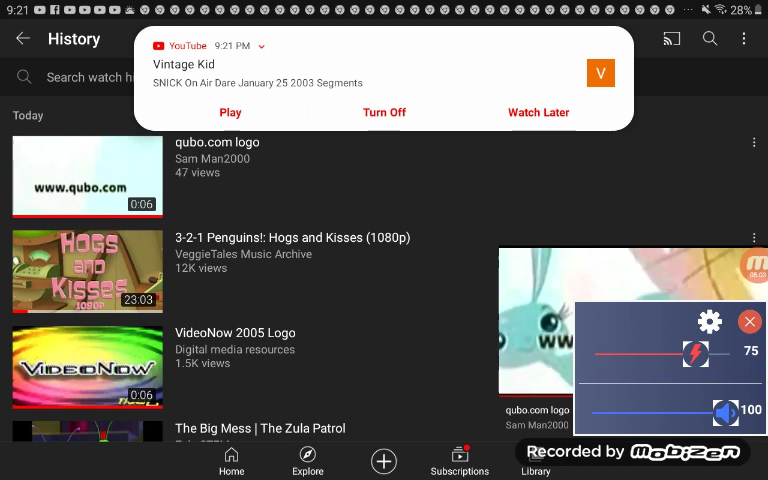 9:21
28%
History
YouTube 9:21 PM
Vintage Kid
SNICK On Air Dare January 25 2003 Segments
V
Play
Turn Off
Watch Later
Search watch hi
Today
www.qubo.com
0:06
qubo.com logo
Sam Man2000
47 views
HOGS
AND
KISSES
1080P
23:03
3-2-1 Penguins!: Hogs and Kisses (1080p)
VeggieTales Music Archive
12K views
VIDEONOW
0:06
VideoNow 2005 Logo
Digital media resources
1.5K views
The Big Mess | The Zula Patrol
ww
qubo.com logo
Sam Man2000
75
100
Home
Explore
Subscriptions
Library
Recorded by mobizen